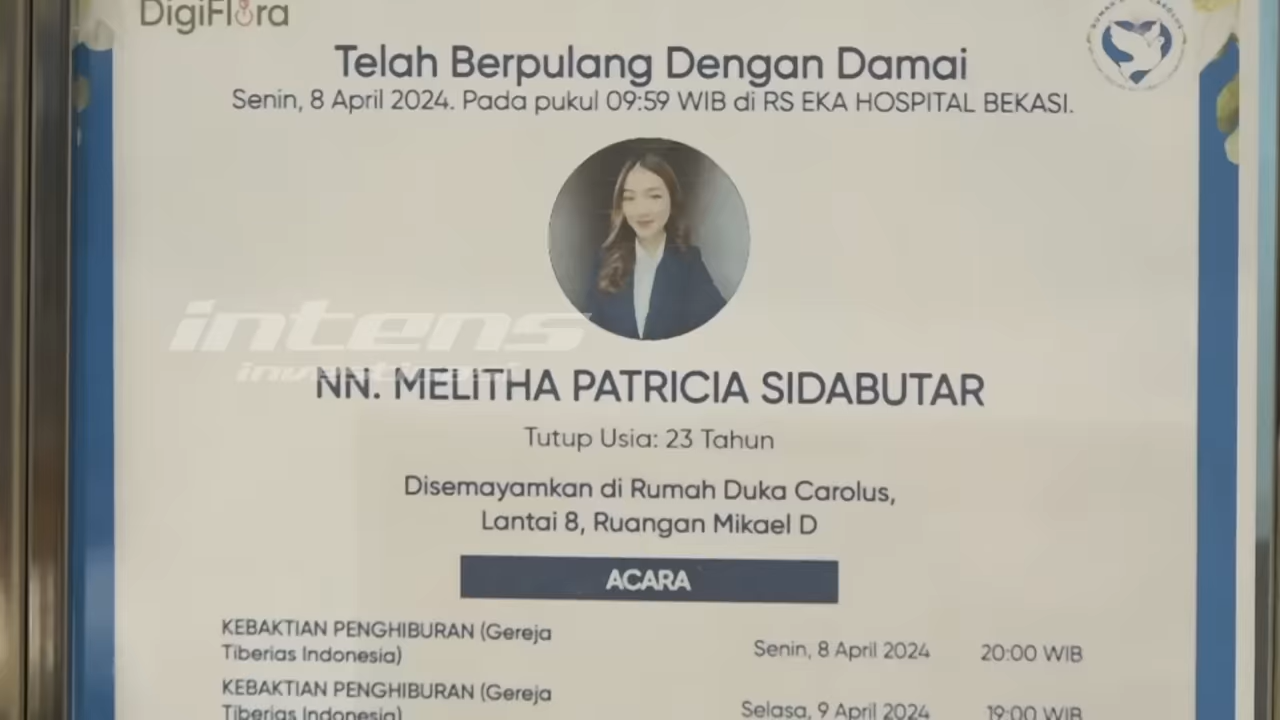 DigiFlora
Telah Berpulang Dengan Damai
Senin, 8 April 2024. Pada pukul 09:59 WIB di RS EKA HOSPITAL BEKASI.
intens
investigasi
NN. MELITHA PATRICIA SIDABUTAR
Tutup Usia: 23 Tahun
Disemayamkan di Rumah Duka Carolus,
Lantai 8, Ruangan Mikael D
ACARA
KEBAKTIAN PENGHIBURAN (Gereja
Tiberias Indonesia)
Senin, 8 April 2024 20:00 WIB
KEBAKTIAN PENGHIBURAN (Gereja
Tiberias Indonesia)
Selasa, 9 April 2024 19:00 WIB